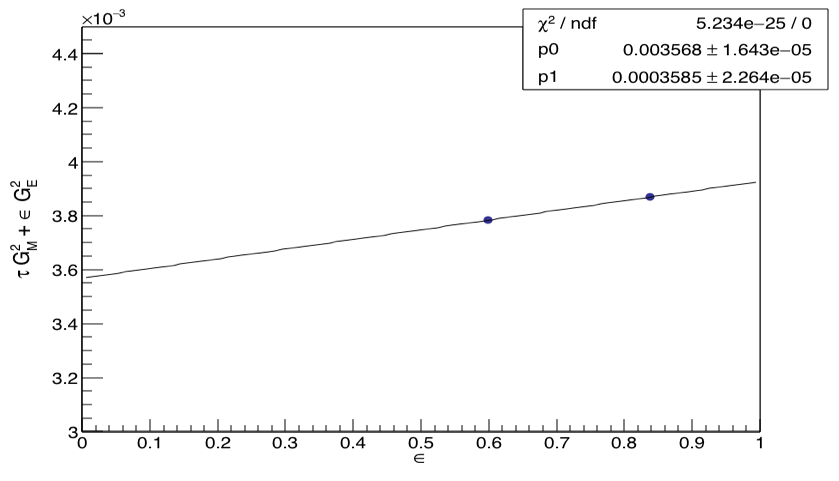 ×10⁻³
χ² / ndf 5.234e−25 / 0
p0 0.003568 ± 1.643e−05
p1 0.0003585 ± 2.264e−05
4.4
4.2
4
3.8
3.6
3.4
3.2
3
τ G²_M + ∈ G²_E
0 0.1 0.2 0.3 0.4 0.5 0.6 0.7 0.8 0.9 1
∈